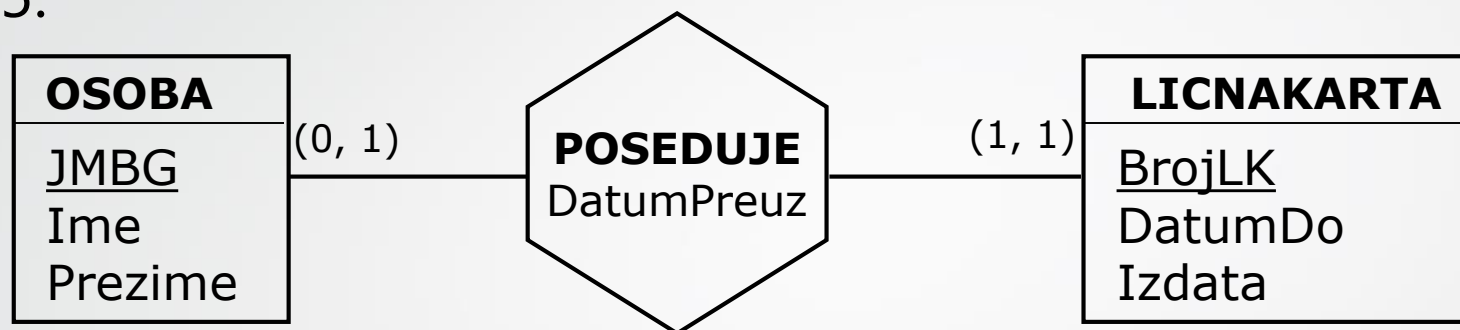 5.
OSOBA
JMBG
Ime
Prezime
(0, 1)
POSEDUJE
DatumPreuz
(1, 1)
LICNAKARTA
BrojLK
DatumDo
Izdata